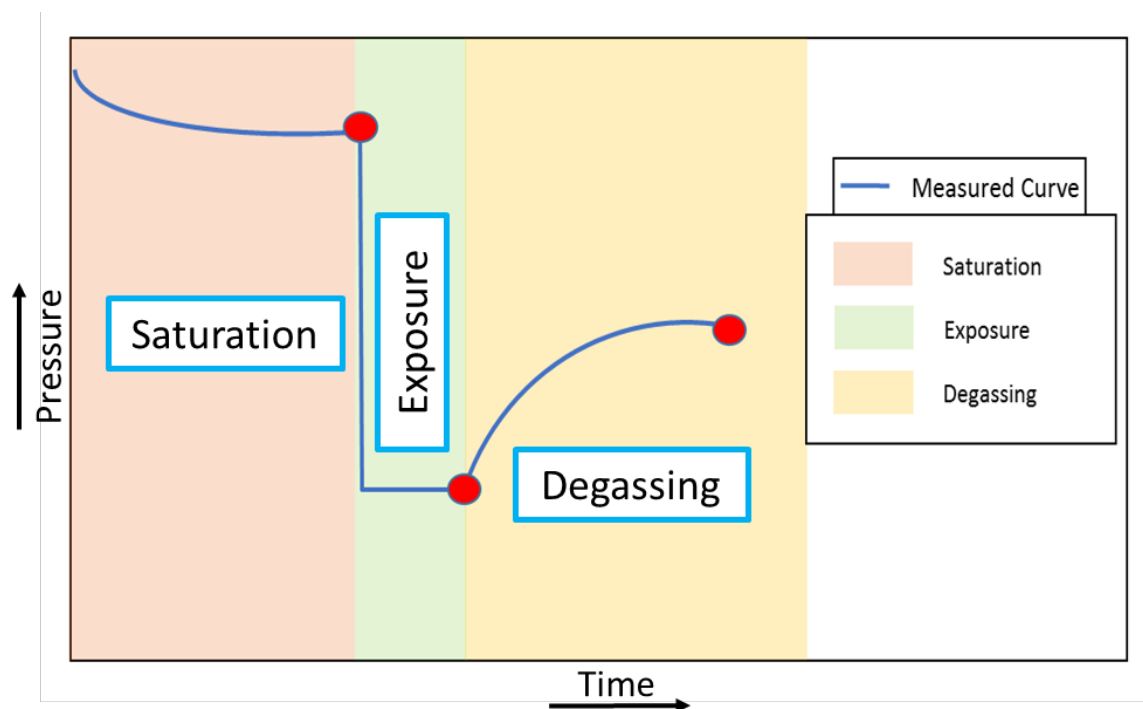 Measured Curve
Saturation
Exposure
Degassing
Saturation
Exposure
Degassing
Pressure
Time